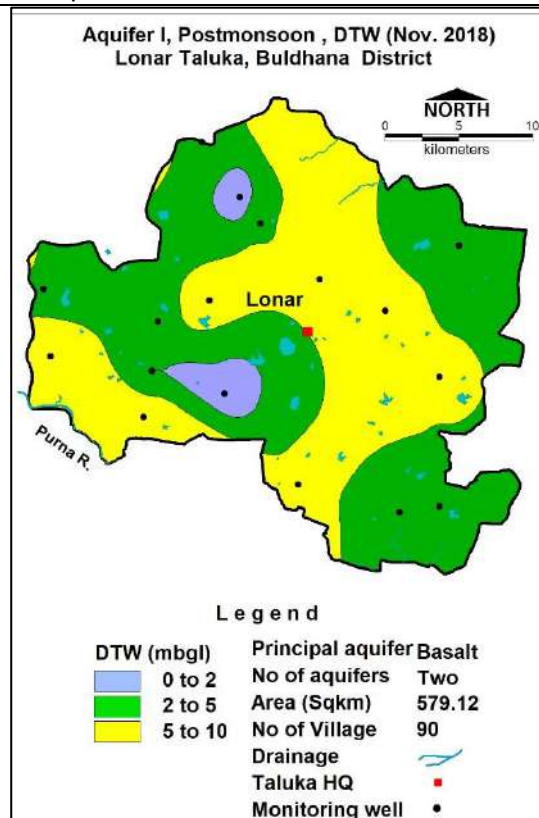 Aquifer I, Postmonsoon , DTW (Nov. 2018)
Lonar Taluka, Buldhana District
NORTH
0 5 10
kilometers
Lonar
Purna R.
Legend
DTW (mbgl)
0 to 2
2 to 5
5 to 10
Principal aquifer Basalt
No of aquifers Two
Area (Sqkm) 579.12
No of Village 90
Drainage
Taluka HQ
Monitoring well